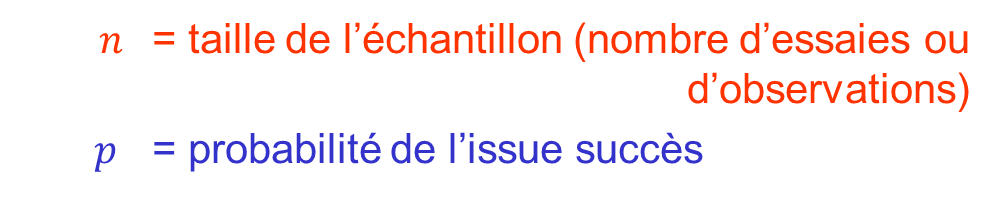 n = taille de l’échantillon (nombre d’essaies ou
d’observations)
p = probabilité de l’issue succès